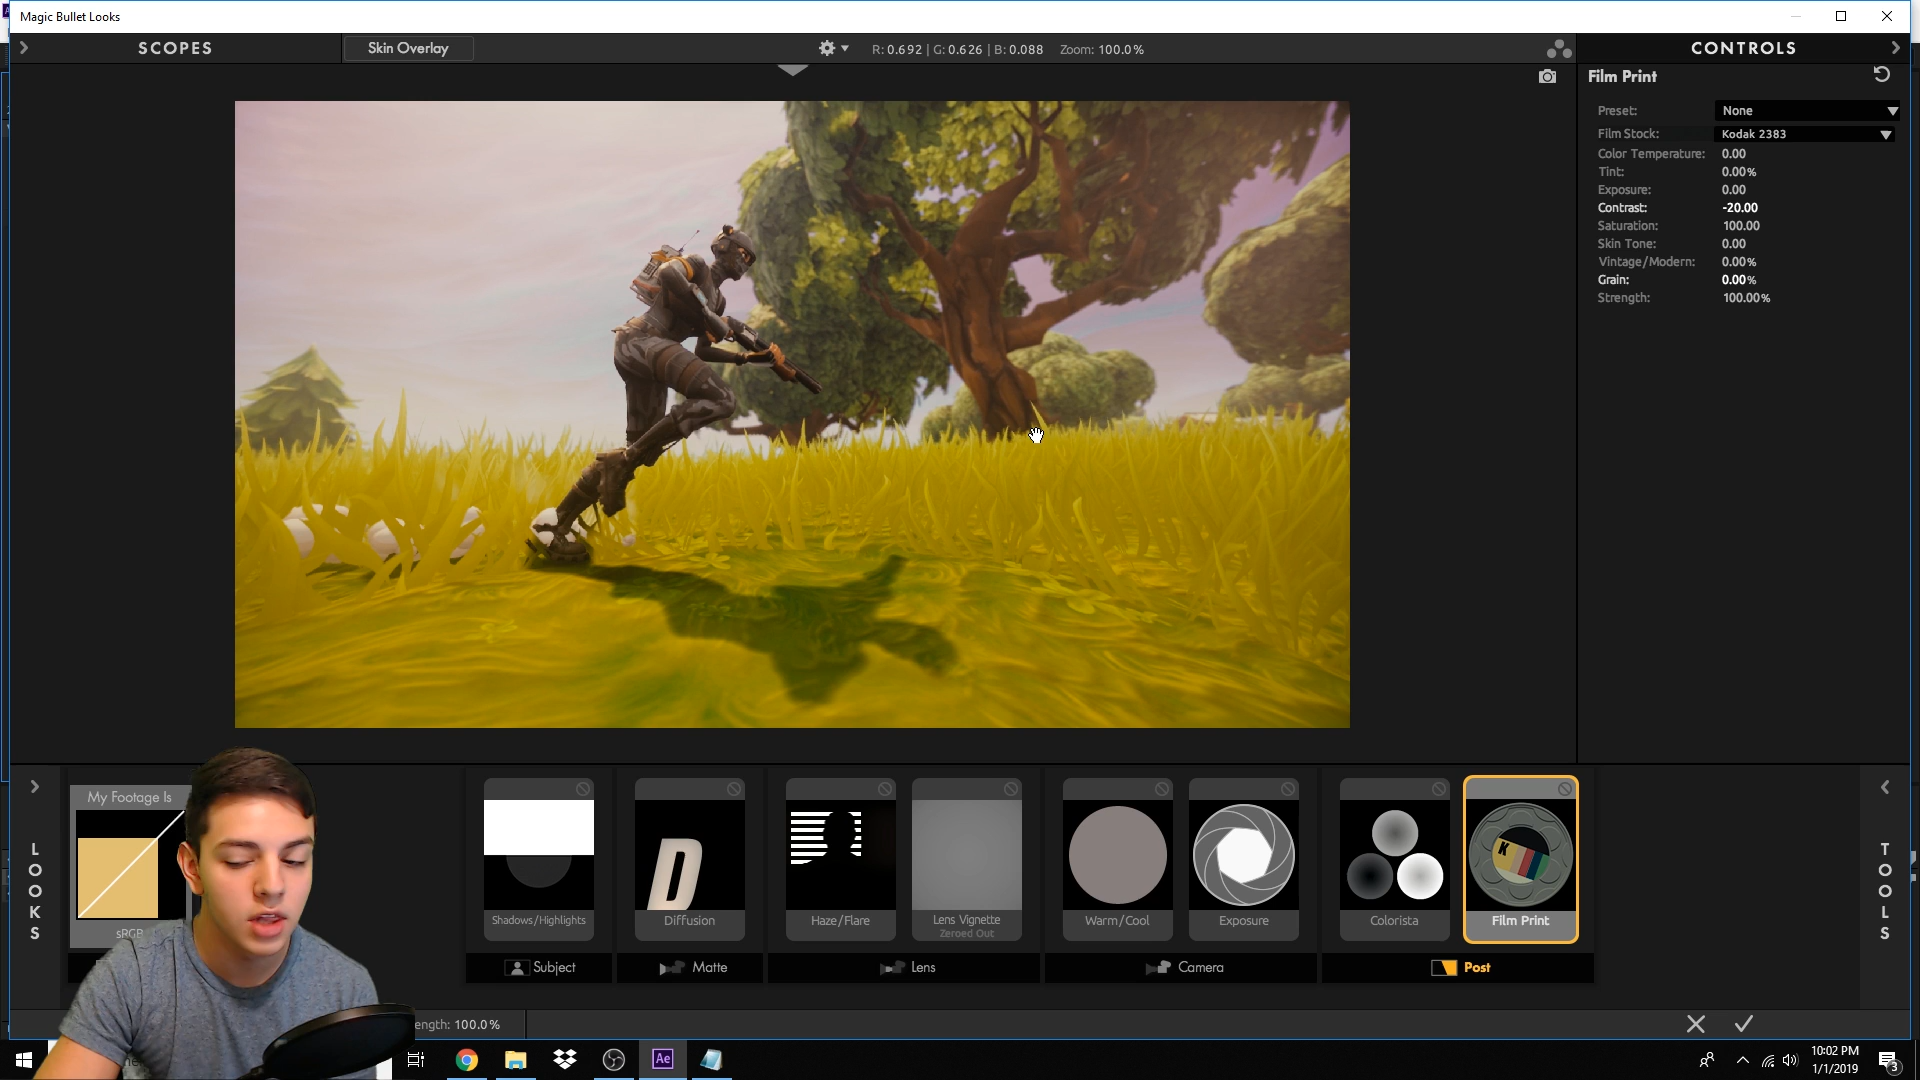 Magic Bullet Looks
SCOPES
Skin Overlay
R: 0.692 | G: 0.626 | B: 0.088 Zoom: 100.0%
CONTROLS
Film Print
Preset: None
Film Stock: Kodak 2383
Color Temperature: 0.00
Tint: 0.00%
Exposure: 0.00
Contrast: -20.00
Saturation: 100.00
Skin Tone: 0.00
Vintage/Modern: 0.00%
Grain: 0.00%
Strength: 100.00%
LOOKS
My Footage Is
sRGB
Shadows/Highlights
D
Diffusion
Haze/Flare
Lens Vignette
Zeroed Out
Warm/Cool
Exposure
Colorista
K
Film Print
Subject
Matte
Lens
Camera
Post
TOOLS
ength: 100.0%
Ae
10:02 PM
1/1/2019
3